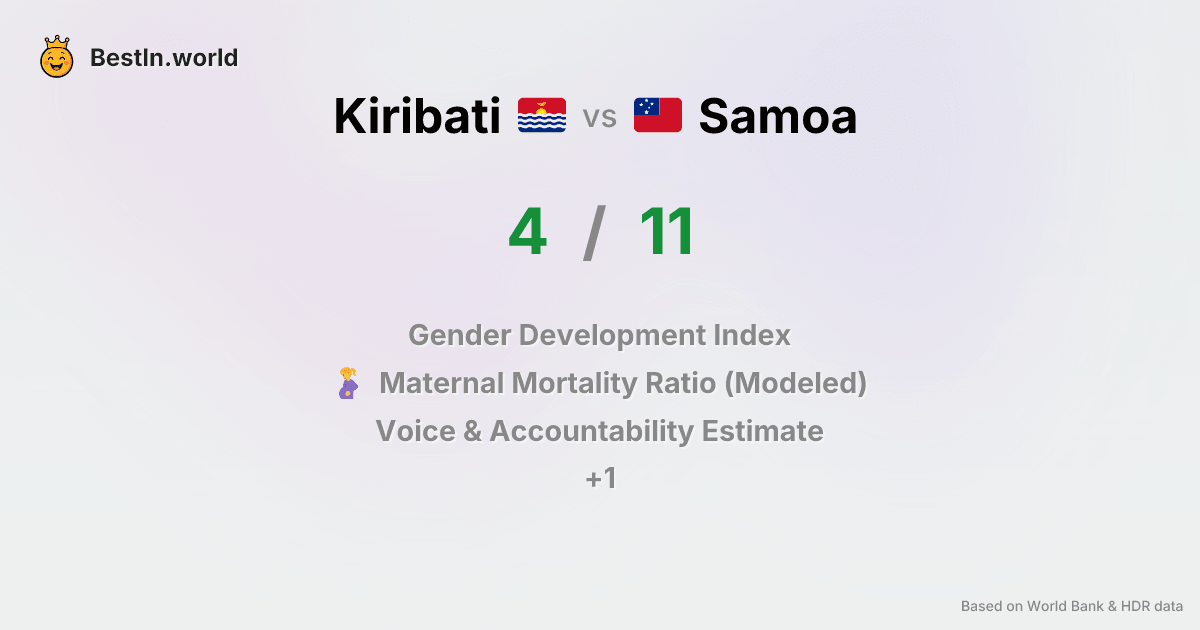 BestIn.world
Kiribati vs Samoa
4 / 11
Gender Development Index
Maternal Mortality Ratio (Modeled)
Voice & Accountability Estimate
+1
Based on World Bank & HDR data